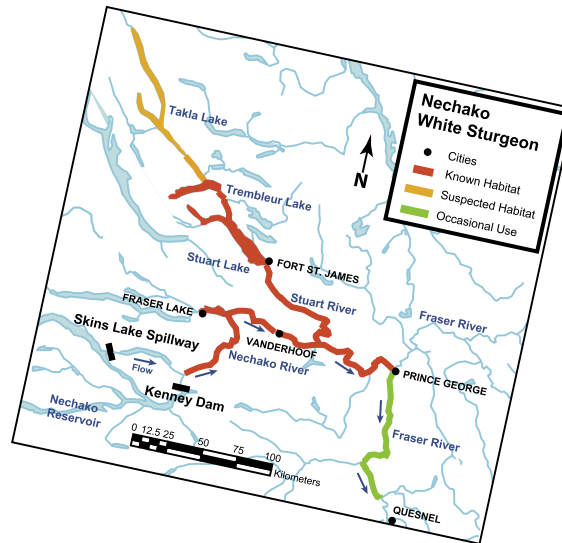 Nechako
White Sturgeon
Cities
Known Habitat
Suspected Habitat
Occasional Use
N
Takla Lake
Trembleur Lake
Stuart Lake
FORT ST. JAMES
Stuart River
FRASER LAKE
Fraser River
Skins Lake Spillway
VANDERHOOF
Nechako River
Flow
PRINCE GEORGE
Kenney Dam
Nechako
Reservoir
Fraser River
0 12.5 25 50 75 100
Kilometers
QUESNEL